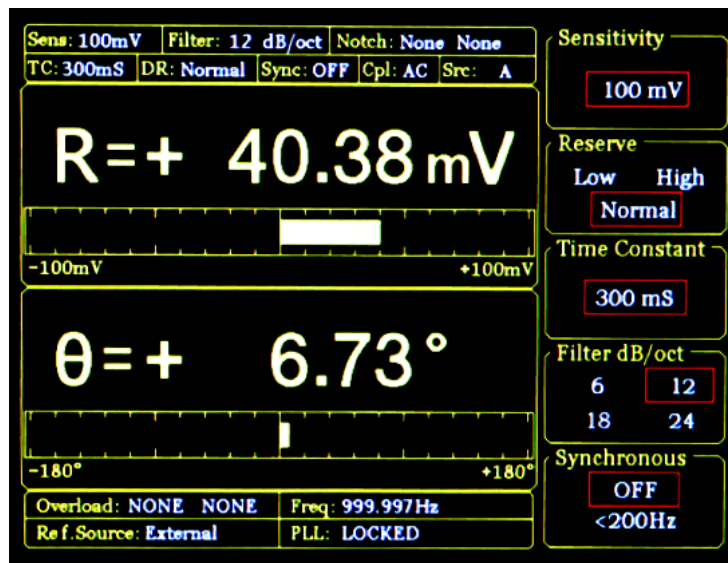 Sens: 100mV Filter: 12 dB/oct Notch: None None
TC: 300mS DR: Normal Sync: OFF Cpl: AC Src: A
R=+ 40.38 mV
-100mV +100mV
θ=+ 6.73°
-180° +180°
Overload: NONE NONE Freq: 999.997Hz
Ref.Source: External PLL: LOCKED
Sensitivity
100 mV
Reserve
Low High
Normal
Time Constant
300 mS
Filter dB/oct
6 12
18 24
Synchronous
OFF
<200Hz